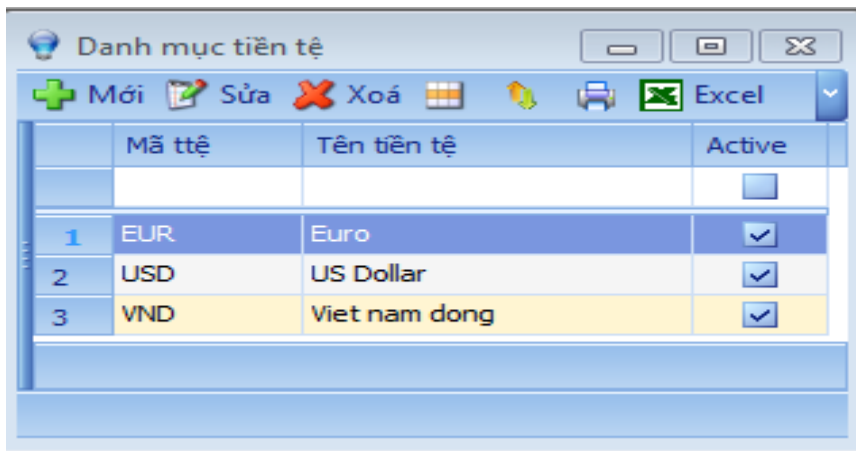 Danh mục tiền tệ
Mới Sửa Xoá Excel
Mã ttệ Tên tiền tệ Active
1 EUR Euro
2 USD US Dollar
3 VND Viet nam dong